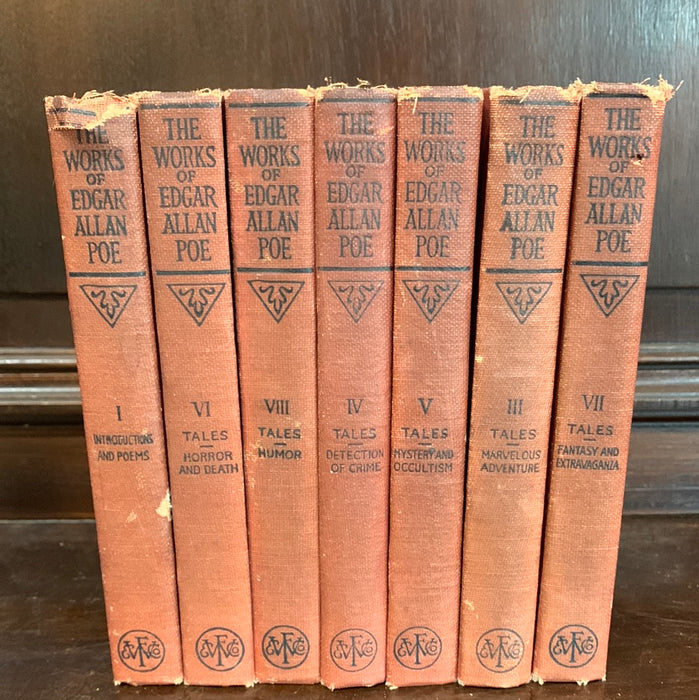 THE
WORKS
OF
EDGAR
ALLAN
POE
I
INTRODUCTIONS
AND POEMS
THE
WORKS
OF
EDGAR
ALLAN
POE
VI
TALES
HORROR
AND DEATH
THE
WORKS
OF
EDGAR
ALLAN
POE
VIII
TALES
HUMOR
THE
WORKS
OF
EDGAR
ALLAN
POE
IV
TALES
DETECTION
OF CRIME
THE
WORKS
OF
EDGAR
ALLAN
POE
V
TALES
MYSTERY AND
OCCULTISM
THE
WORKS
OF
EDGAR
ALLAN
POE
III
TALES
MARVELOUS
ADVENTURE
THE
WORKS
OF
EDGAR
ALLAN
POE
VII
TALES
FANTASY AND
EXTRAVAGANZA